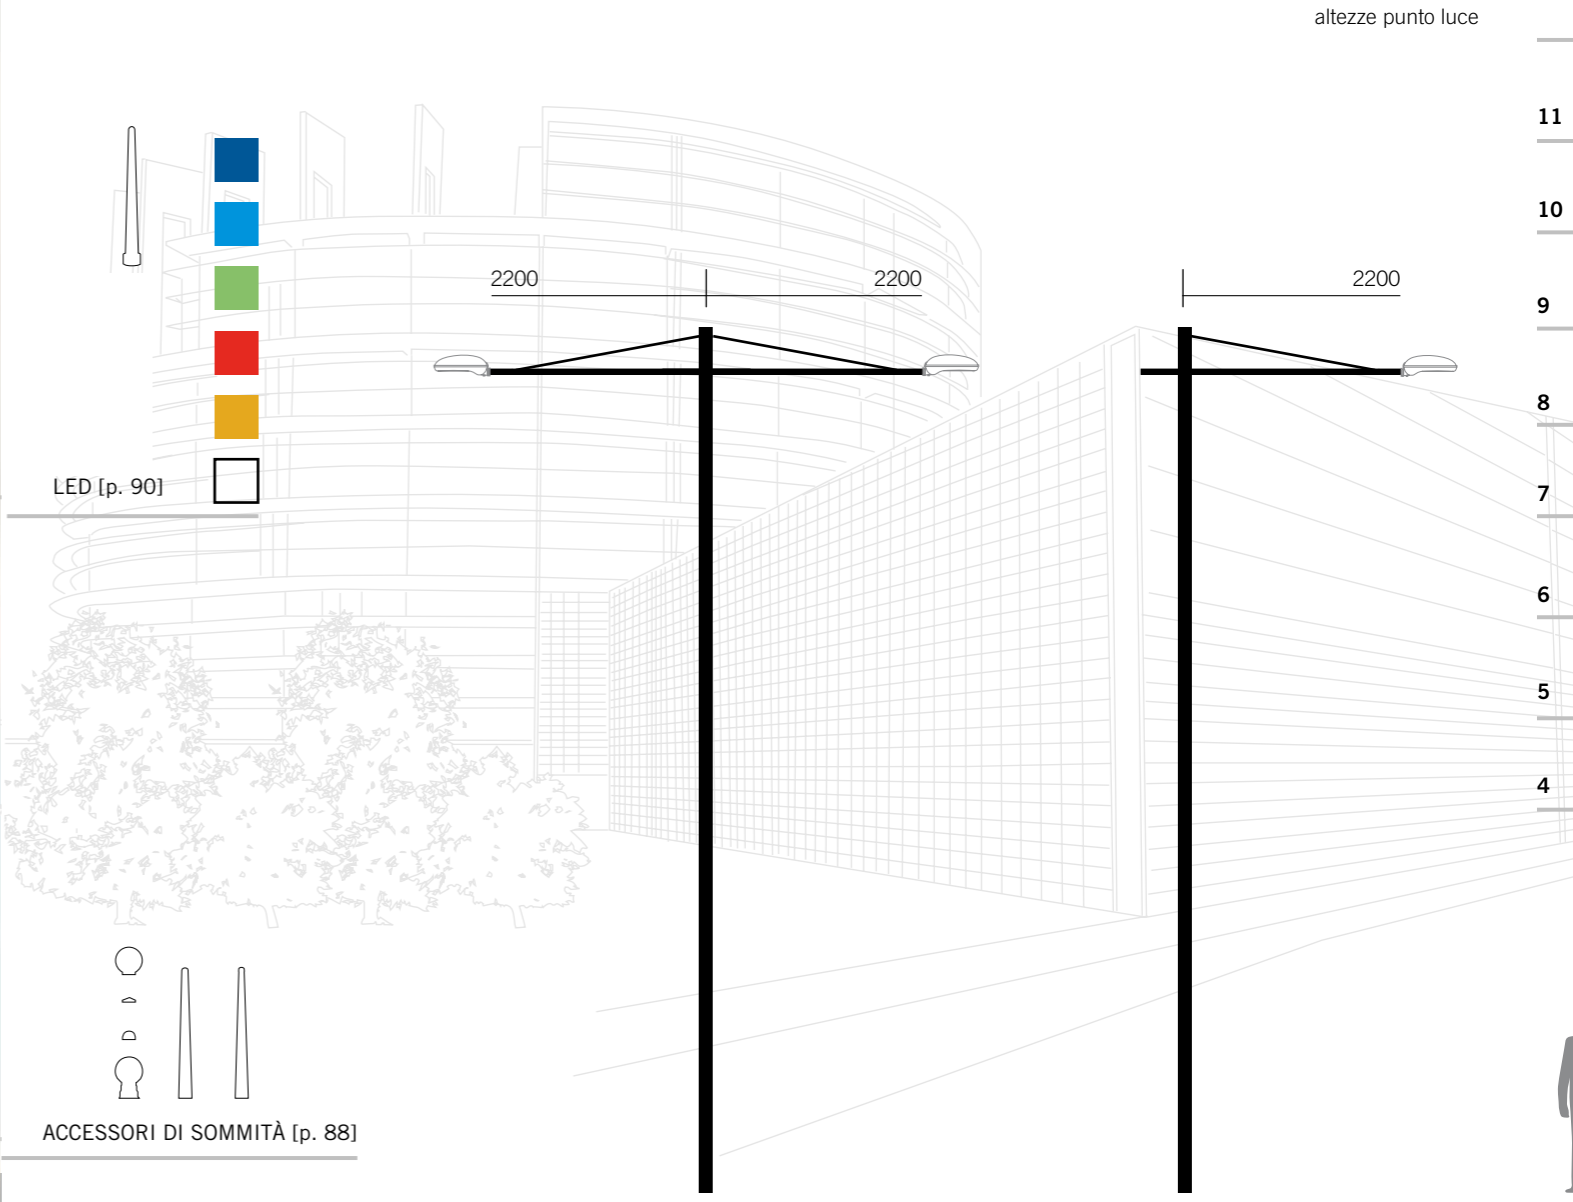 altezze punto luce
11
10
2200 2200 2200
9
8
LED [p. 90]
7
6
5
4
ACCESSORI DI SOMMITÀ [p. 88]